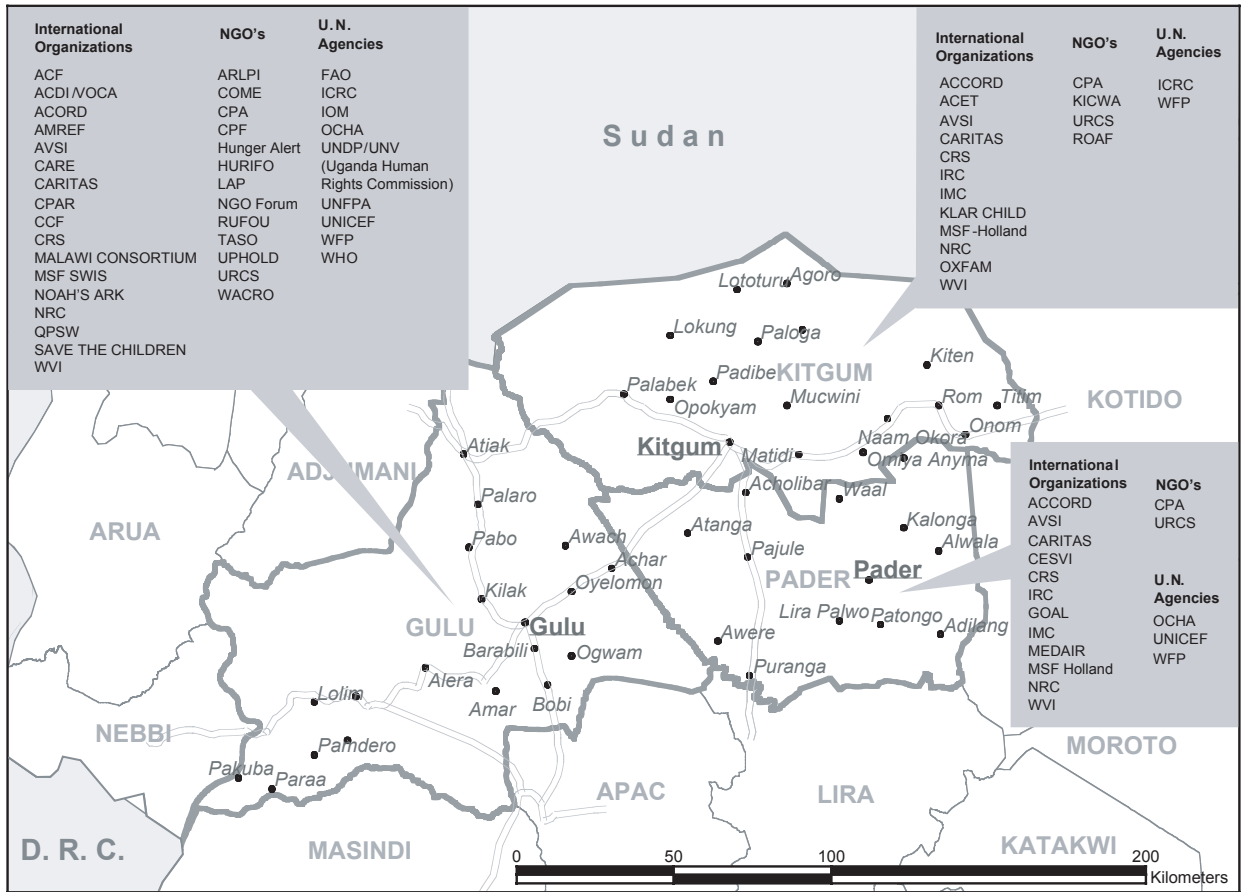 International
Organizations
ACF
ACDI/VOCA
ACORD
AMREF
AVSI
CARE
CARITAS
CPAR
CCF
CRS
MALAWI CONSORTIUM
MSF SWIS
NOAH'S ARK
NRC
QPSW
SAVE THE CHILDREN
WVI
NGO's
ARLPI
COME
CPA
CPF
Hunger Alert
HURIFO
LAP
NGO Forum
RUFOU
TASO
UPHOLD
URCS
WACRO
U.N.
Agencies
FAO
ICRC
IOM
OCHA
UNDP/UNV
(Uganda Human
Rights Commission)
UNFPA
UNICEF
WFP
WHO
Sudan
International
Organizations
ACCORD
ACET
AVSI
CARITAS
CRS
IRC
IMC
KLAR CHILD
MSF-Holland
NRC
OXFAM
WVI
NGO's
CPA
KICWA
URCS
ROAF
U.N.
Agencies
ICRC
WFP
Lototuru
Agoro
Lokung
Paloga
Kiten
Padibe
KITGUM
Palabek
Opokyam
Mucwini
Rom
Titim
KOTIDO
Naam Okora
Onom
Kitgum
Matidi
Omiya Anyma
Atiak
ADJUMANI
Acholibar
Waal
Palaro
ARUA
Atanga
Kalonga
Pabo
Awach
Alwala
Achar
Pajule
PADER
Pader
Oyelomon
Kilak
GULU
Gulu
Lira Palwo
Patongo
Adilang
Awere
Barabili
Ogwam
Puranga
Alera
Lolim
Amar
Bobi
NEBBI
Pamdero
Pakuba
Paraa
International
Organizations
ACCORD
AVSI
CARITAS
CESVI
CRS
IRC
GOAL
IMC
MEDAIR
MSF Holland
NRC
WVI
NGO's
CPA
URCS
U.N.
Agencies
OCHA
UNICEF
WFP
MOROTO
APAC
LIRA
D. R. C.
MASINDI
KATAKWI
0 50 100 200
Kilometers